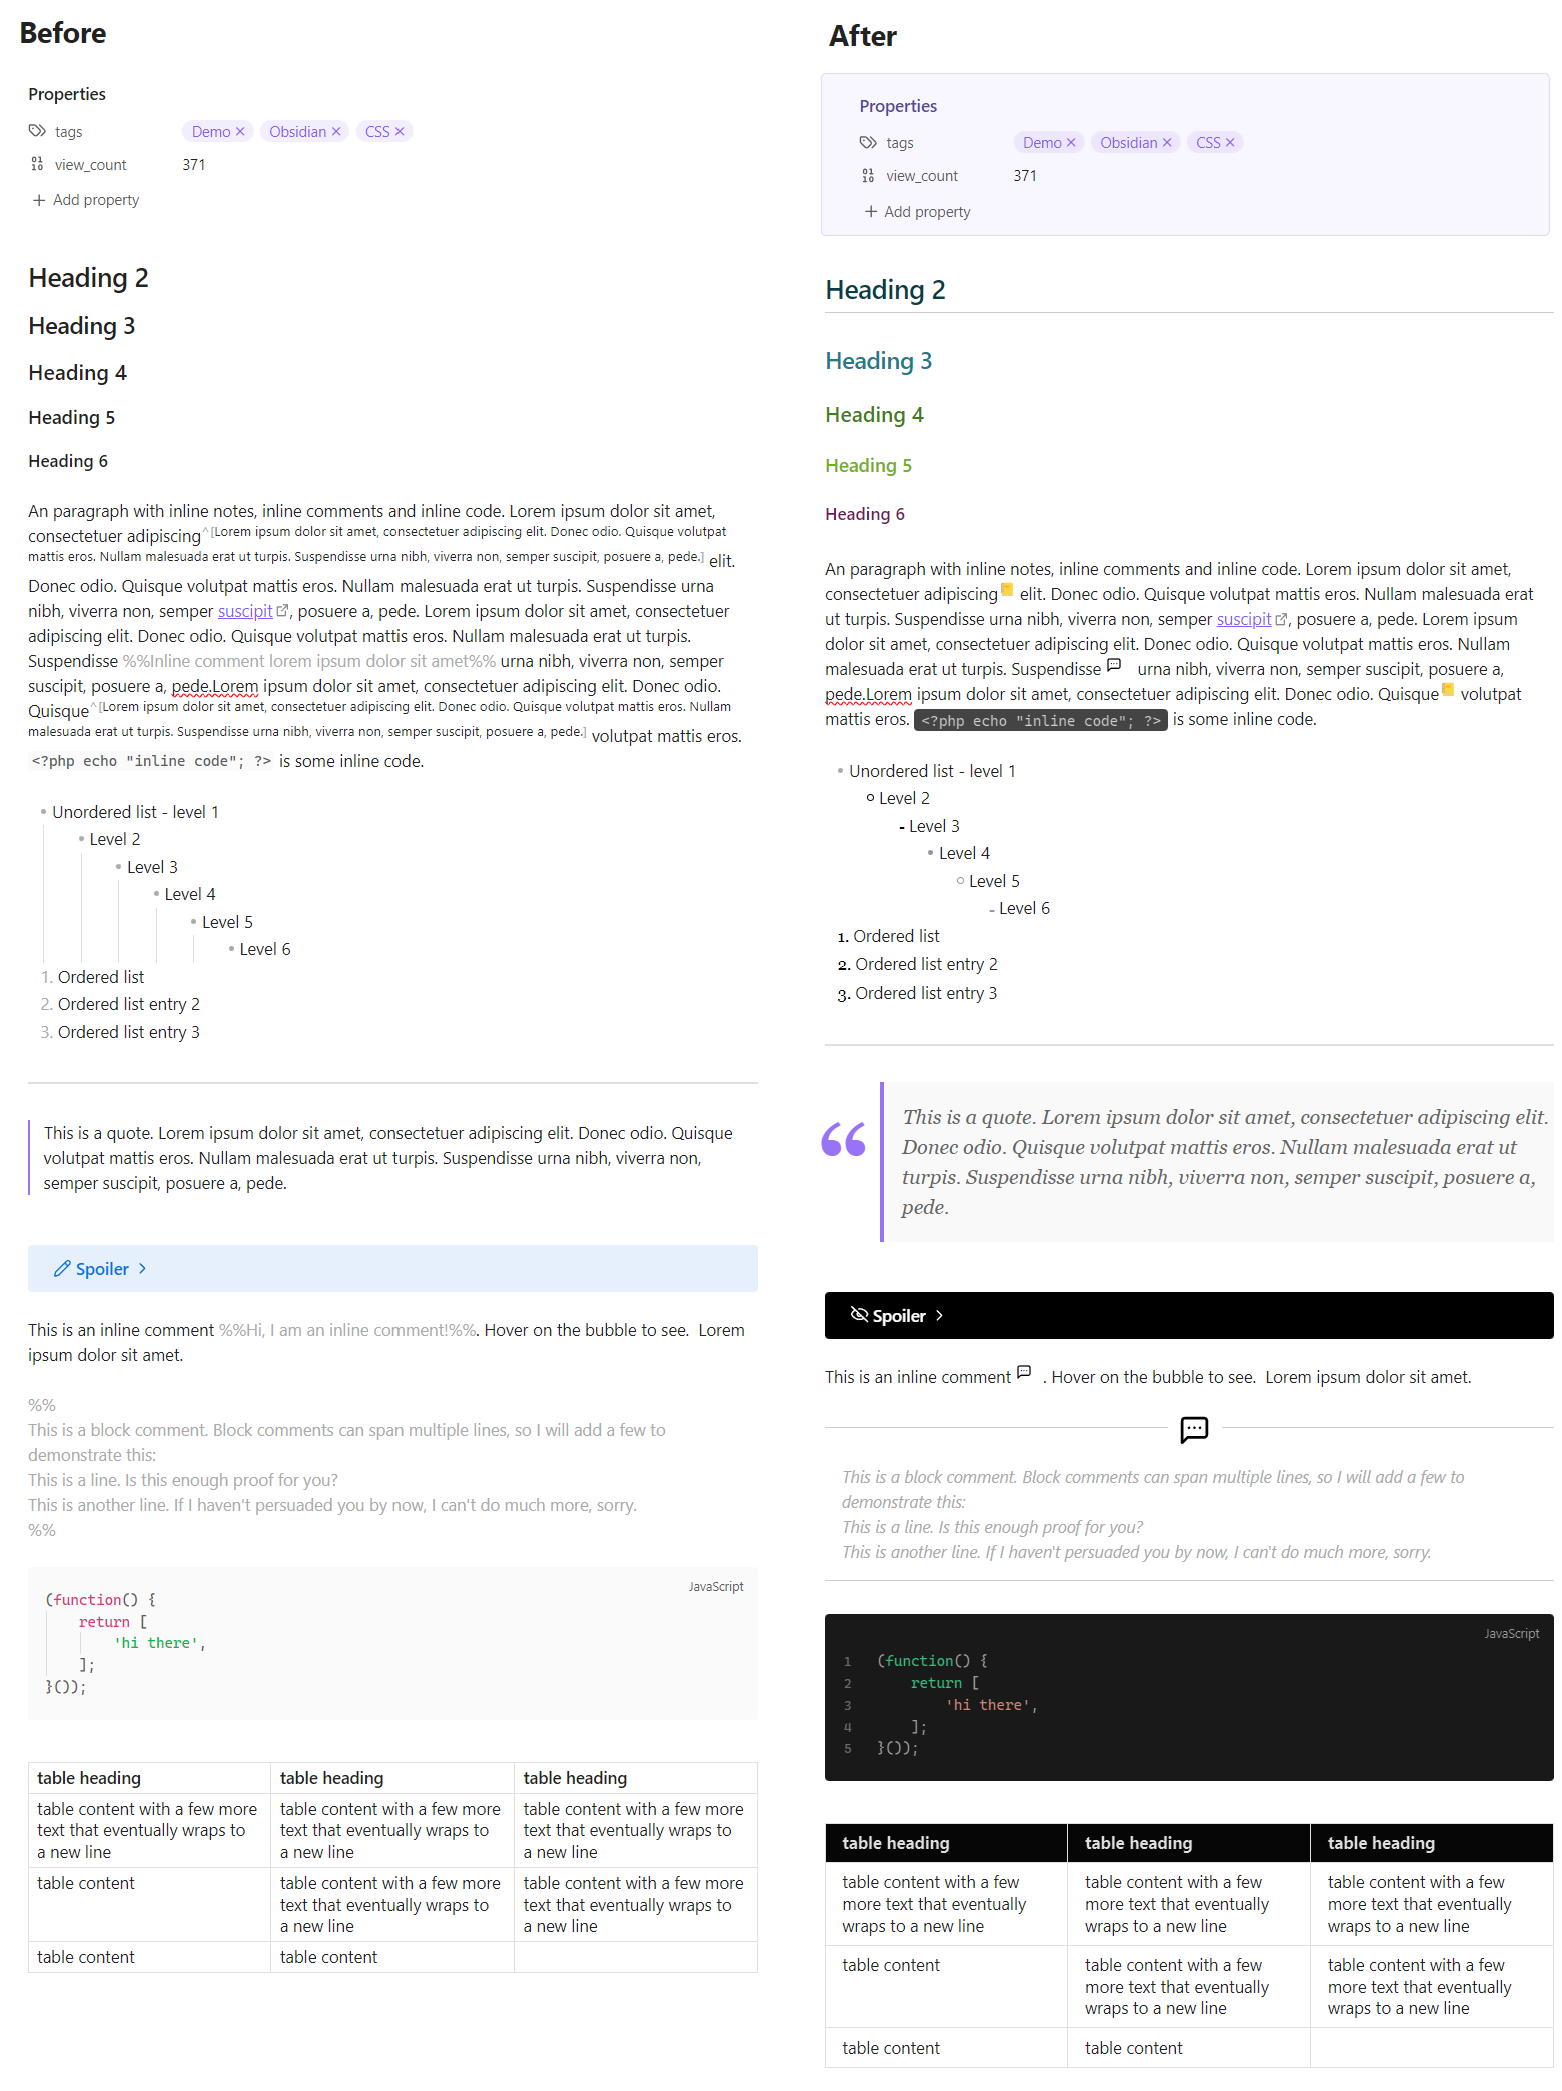 Before
Properties
tags
Demo ×
Obsidian ×
CSS ×
view_count
371
+ Add property
Heading 2
Heading 3
Heading 4
Heading 5
Heading 6
An paragraph with inline notes, inline comments and inline code. Lorem ipsum dolor sit amet,
consectetuer adipiscing^[Lorem ipsum dolor sit amet, consectetuer adipiscing elit. Donec odio. Quisque volutpat
mattis eros. Nullam malesuada erat ut turpis. Suspendisse urna nibh, viverra non, semper suscipit, posuere a, pede.] elit.
Donec odio. Quisque volutpat mattis eros. Nullam malesuada erat ut turpis. Suspendisse urna
nibh, viverra non, semper suscipit, posuere a, pede. Lorem ipsum dolor sit amet, consectetuer
adipiscing elit. Donec odio. Quisque volutpat mattis eros. Nullam malesuada erat ut turpis.
Suspendisse %%Inline comment lorem ipsum dolor sit amet%% urna nibh, viverra non, semper
suscipit, posuere a, pede.Lorem ipsum dolor sit amet, consectetuer adipiscing elit. Donec odio.
Quisque^[Lorem ipsum dolor sit amet, consectetuer adipiscing elit. Donec odio. Quisque volutpat mattis eros. Nullam
malesuada erat ut turpis. Suspendisse urna nibh, viverra non, semper suscipit, posuere a, pede.] volutpat mattis eros.
<?php echo "inline code"; ?> is some inline code.
• Unordered list - level 1
• Level 2
• Level 3
• Level 4
• Level 5
• Level 6
1. Ordered list
2. Ordered list entry 2
3. Ordered list entry 3
This is a quote. Lorem ipsum dolor sit amet, consectetuer adipiscing elit. Donec odio. Quisque
volutpat mattis eros. Nullam malesuada erat ut turpis. Suspendisse urna nibh, viverra non,
semper suscipit, posuere a, pede.
Spoiler >
This is an inline comment %%Hi, I am an inline comment!%%. Hover on the bubble to see.  Lorem
ipsum dolor sit amet.
%%
This is a block comment. Block comments can span multiple lines, so I will add a few to
demonstrate this:
This is a line. Is this enough proof for you?
This is another line. If I haven't persuaded you by now, I can't do much more, sorry.
%%
JavaScript
(function() {
return [
'hi there',
];
}());
table heading
table heading
table heading
table content with a few more
text that eventually wraps to
a new line
table content with a few more
text that eventually wraps to
a new line
table content with a few more
text that eventually wraps to
a new line
table content
table content with a few more
text that eventually wraps to
a new line
table content with a few more
text that eventually wraps to
a new line
table content
table content
After
Properties
tags
Demo ×
Obsidian ×
CSS ×
view_count
371
+ Add property
Heading 2
Heading 3
Heading 4
Heading 5
Heading 6
An paragraph with inline notes, inline comments and inline code. Lorem ipsum dolor sit amet,
consectetuer adipiscing elit. Donec odio. Quisque volutpat mattis eros. Nullam malesuada erat
ut turpis. Suspendisse urna nibh, viverra non, semper suscipit, posuere a, pede. Lorem ipsum
dolor sit amet, consectetuer adipiscing elit. Donec odio. Quisque volutpat mattis eros. Nullam
malesuada erat ut turpis. Suspendisse urna nibh, viverra non, semper suscipit, posuere a,
pede.Lorem ipsum dolor sit amet, consectetuer adipiscing elit. Donec odio. Quisque volutpat
mattis eros. <?php echo "inline code"; ?> is some inline code.
• Unordered list - level 1
○ Level 2
- Level 3
• Level 4
○ Level 5
- Level 6
1. Ordered list
2. Ordered list entry 2
3. Ordered list entry 3
“
This is a quote. Lorem ipsum dolor sit amet, consectetuer adipiscing elit.
Donec odio. Quisque volutpat mattis eros. Nullam malesuada erat ut
turpis. Suspendisse urna nibh, viverra non, semper suscipit, posuere a,
pede.
Spoiler >
This is an inline comment . Hover on the bubble to see.  Lorem ipsum dolor sit amet.
This is a block comment. Block comments can span multiple lines, so I will add a few to
demonstrate this:
This is a line. Is this enough proof for you?
This is another line. If I haven't persuaded you by now, I can't do much more, sorry.
JavaScript
1 (function() {
2 return [
3 'hi there',
4 ];
5 }());
table heading
table heading
table heading
table content with a few
more text that eventually
wraps to a new line
table content with a few
more text that eventually
wraps to a new line
table content with a few
more text that eventually
wraps to a new line
table content
table content with a few
more text that eventually
wraps to a new line
table content with a few
more text that eventually
wraps to a new line
table content
table content